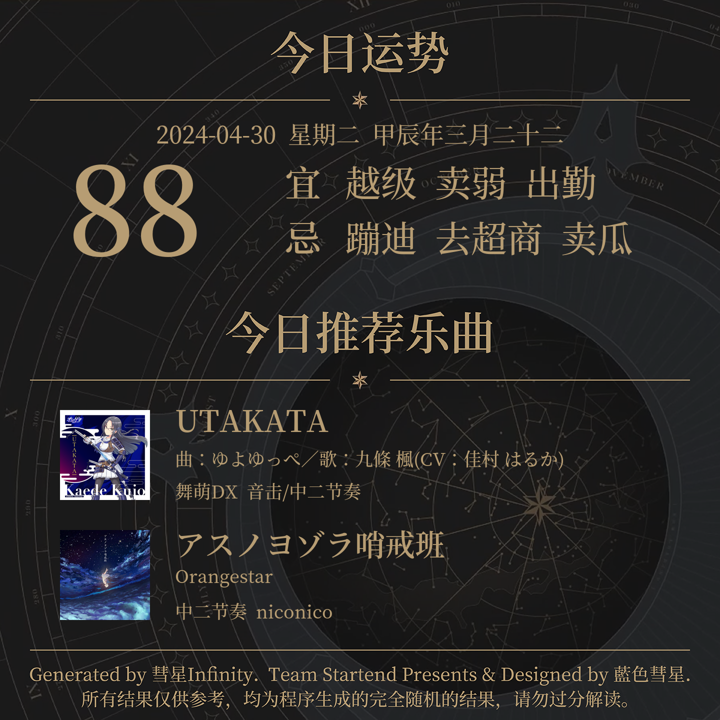 今日运势
2024-04-30 星期二 甲辰年三月二十二
88
宜 越级 卖弱 出勤
忌 蹦迪 去超商 卖瓜
今日推荐乐曲
UTAKATA
曲：ゆよゆっぺ／歌：九條 楓(CV：佳村 はるか)
舞萌DX 音击/中二节奏
Kaede Kujo
アスノヨゾラ哨戒班
Orangestar
中二节奏 niconico
Generated by 彗星Infinity. Team Startend Presents & Designed by 藍色彗星.
所有结果仅供参考，均为程序生成的完全随机的结果，请勿过分解读。
SEPTEMBER
XI
XII
X